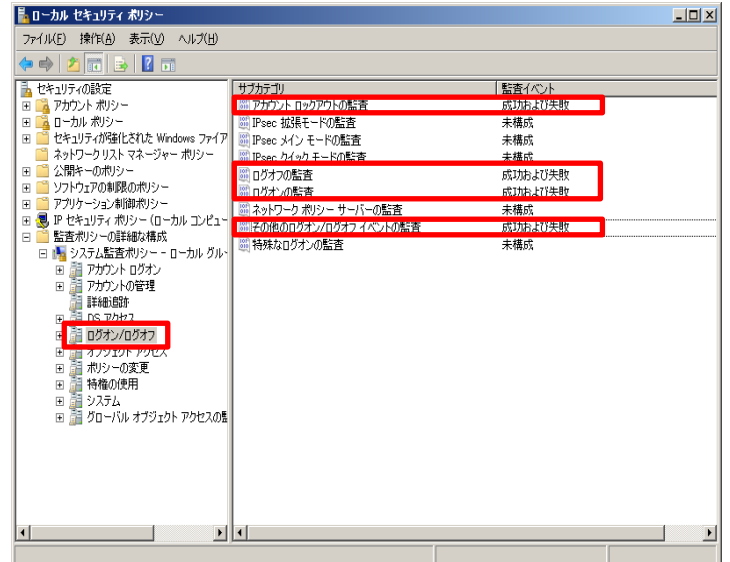 ローカル セキュリティ ポリシー
ファイル(F) 操作(A) 表示(V) ヘルプ(H)
セキュリティの設定
アカウント ポリシー
ローカル ポリシー
セキュリティが強化された Windows ファイア
ネットワーク リスト マネージャー ポリシー
公開キーのポリシー
ソフトウェアの制限のポリシー
アプリケーション制御ポリシー
IP セキュリティ ポリシー (ローカル コンピュー
監査ポリシーの詳細な構成
システム監査ポリシー - ローカル グル
アカウント ログオン
アカウントの管理
詳細追跡
DS アクセス
ログオン/ログオフ
オブジェクト アクセス
ポリシーの変更
特権の使用
システム
グローバル オブジェクト アクセスの監
サブカテゴリ 監査イベント
アカウント ロックアウトの監査 成功および失敗
IPsec 拡張モードの監査 未構成
IPsec メイン モードの監査 未構成
IPsec クイック モードの監査 未構成
ログオフの監査 成功および失敗
ログオンの監査 成功および失敗
ネットワーク ポリシー サーバーの監査 未構成
その他のログオン/ログオフ イベントの監査 成功および失敗
特殊なログオンの監査 未構成